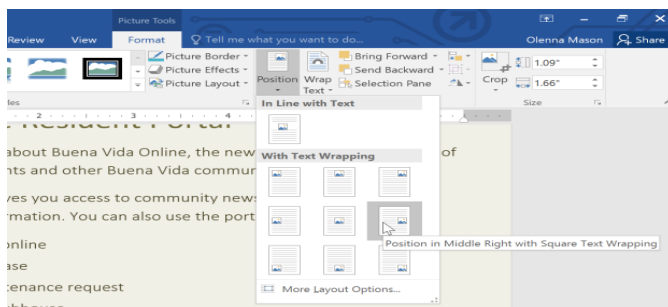 Picture Tools
Review View Format Tell me what you want to do... Olenna Mason Share
Picture Border
Picture Effects
Picture Layout
Position
Wrap Text
Bring Forward
Send Backward
Selection Pane
Crop
1.09"
1.66"
Size
In Line with Text
2 3 4
Resident Portal
about Buena Vida Online, the new of
nts and other Buena Vida commun
With Text Wrapping
ves you access to community new
rmation. You can also use the port
online
Position in Middle Right with Square Text Wrapping
ase
tenance request
More Layout Options...